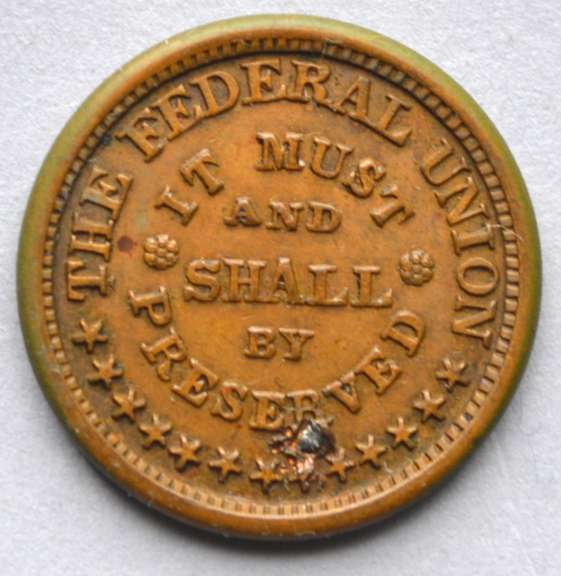 THE FEDERAL UNION
IT MUST
AND
SHALL
BY
PRESERVED